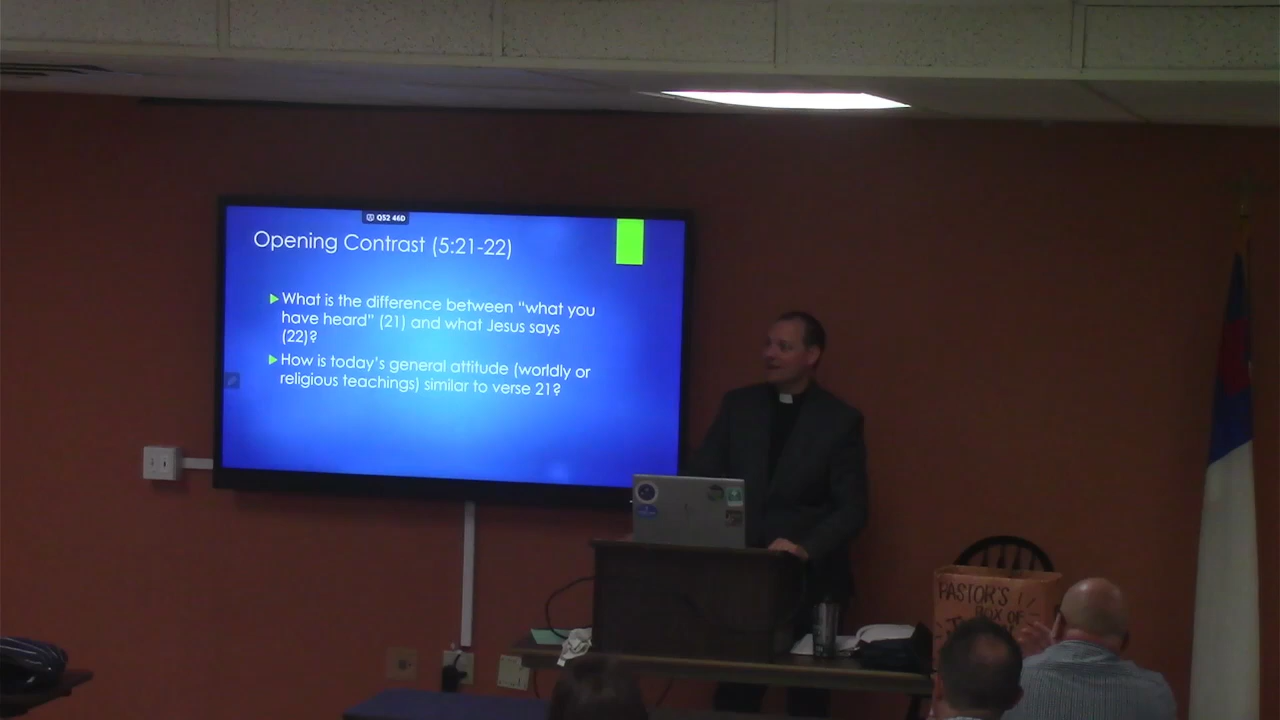 Q52 46D
Opening Contrast (5:21-22)
What is the difference between “what you
have heard” (21) and what Jesus says
(22)?
How is today’s general attitude (worldly or
religious teachings) similar to verse 21?
PASTOR'S
BOX OF